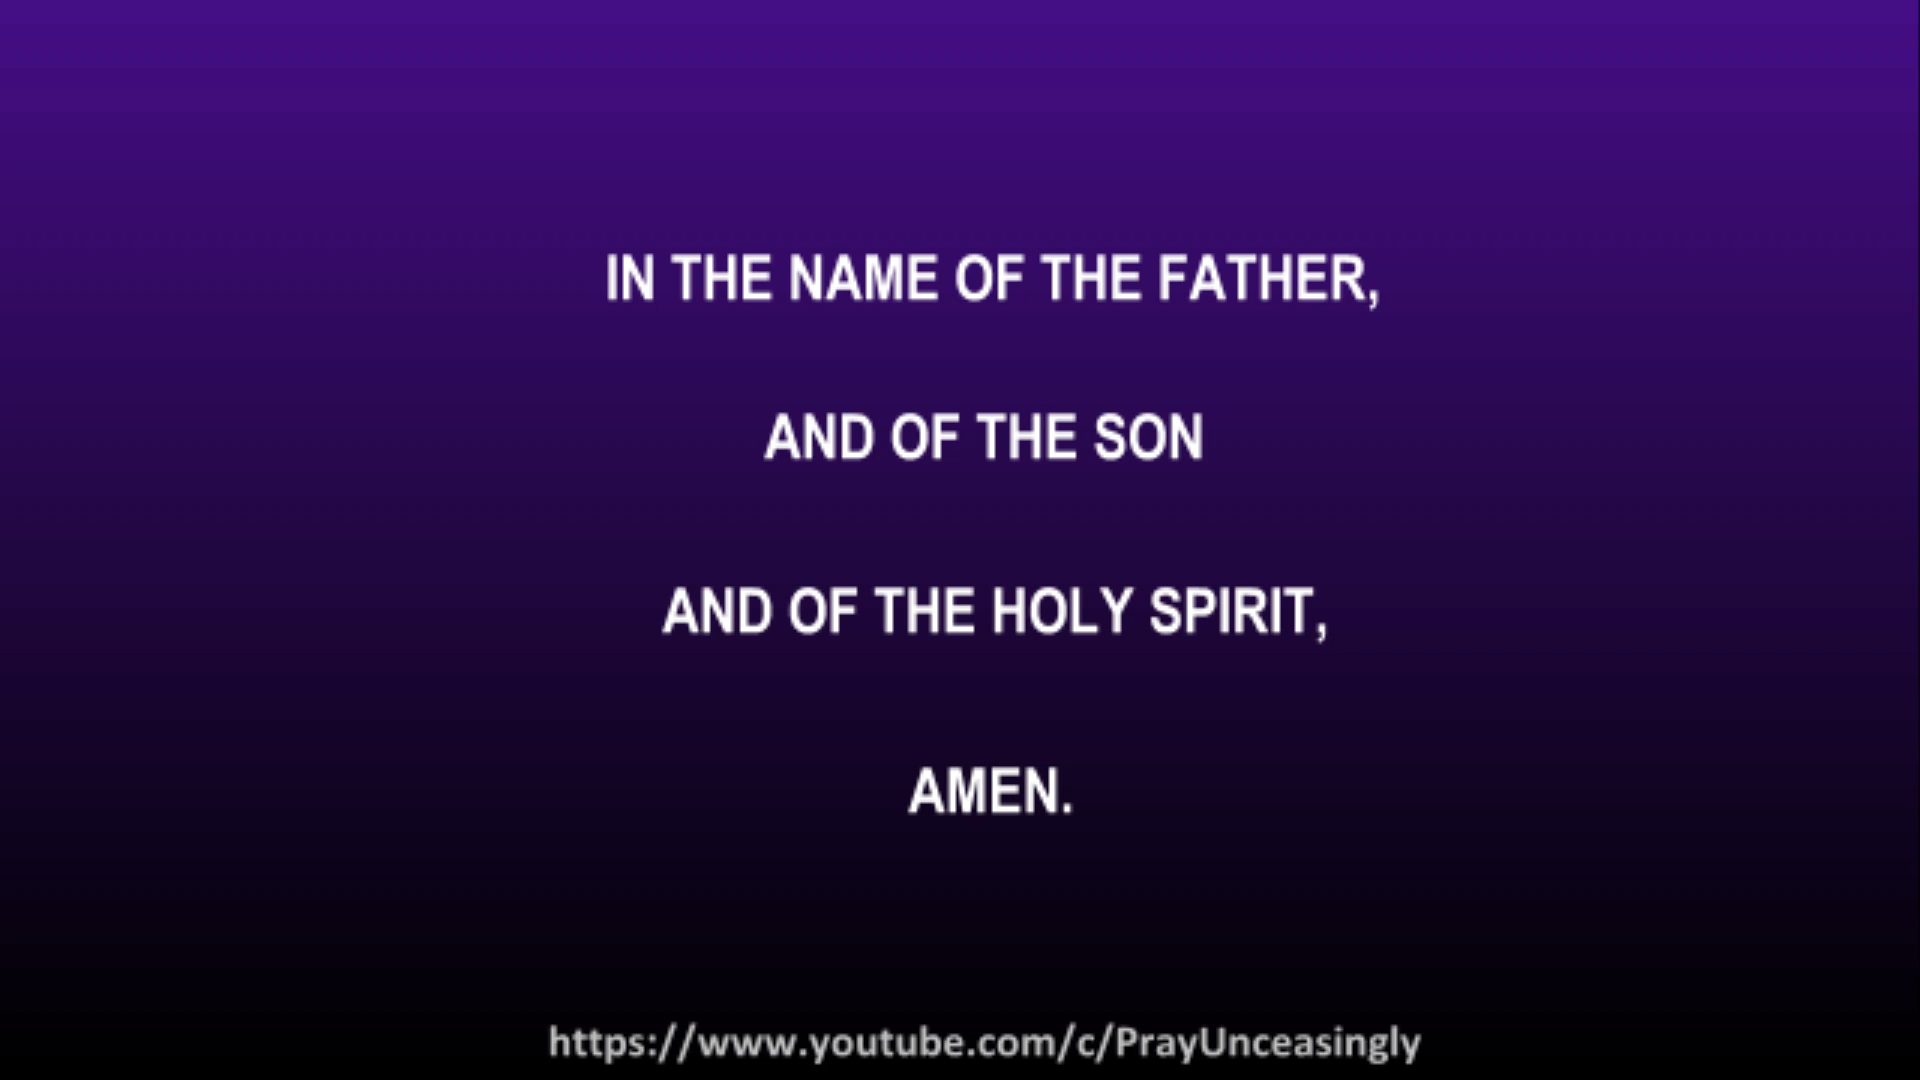 IN THE NAME OF THE FATHER,
AND OF THE SON
AND OF THE HOLY SPIRIT,
AMEN.
https://www.youtube.com/c/PrayUnceasingly